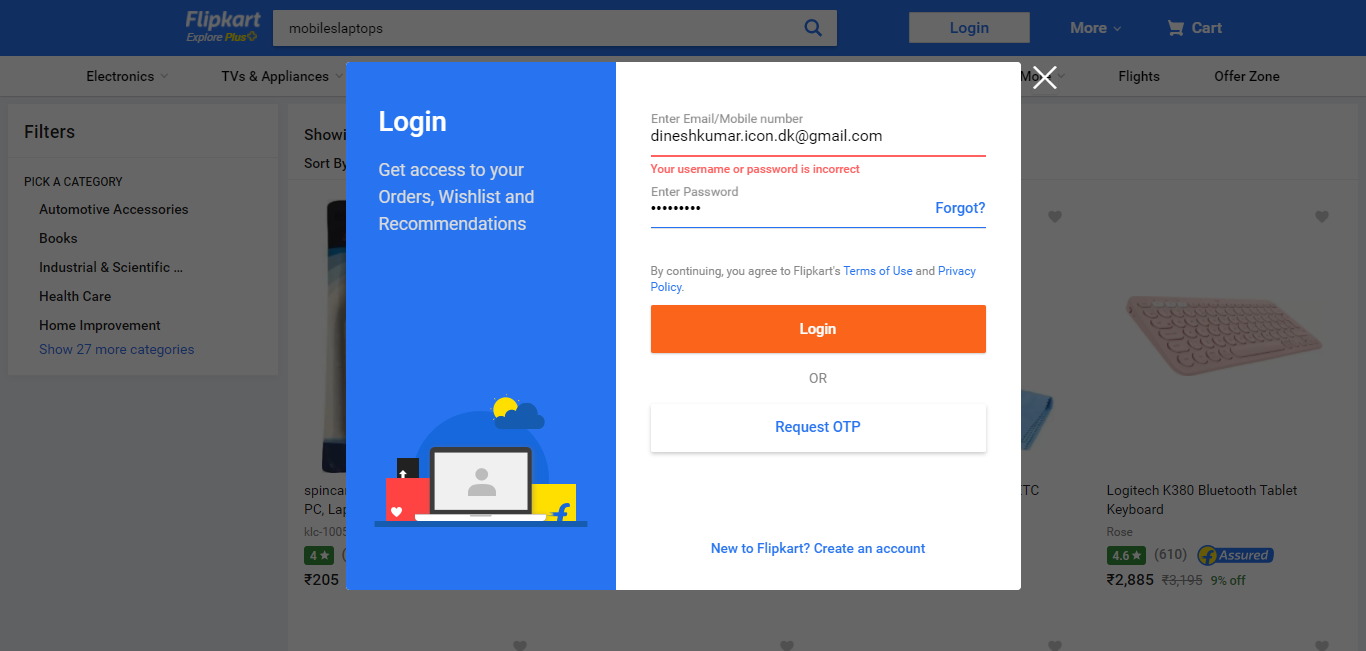 Flipkart
Explore Plus
mobileslaptops
Login
More
Cart
Electronics
TVs & Appliances
More
Flights
Offer Zone
Filters
PICK A CATEGORY
Automotive Accessories
Books
Industrial & Scientific ...
Health Care
Home Improvement
Show 27 more categories
Showi
Sort By
Login
Get access to your
Orders, Wishlist and
Recommendations
Enter Email/Mobile number
dineshkumar.icon.dk@gmail.com
Your username or password is incorrect
Enter Password
•••••••••
Forgot?
By continuing, you agree to Flipkart's Terms of Use and Privacy
Policy.
Login
OR
Request OTP
New to Flipkart? Create an account
spincar
PC, Lap
klc-1005
4★
₹205
TC
Logitech K380 Bluetooth Tablet
Keyboard
Rose
4.6★ (610) Assured
₹2,885 ₹3,195 9% off